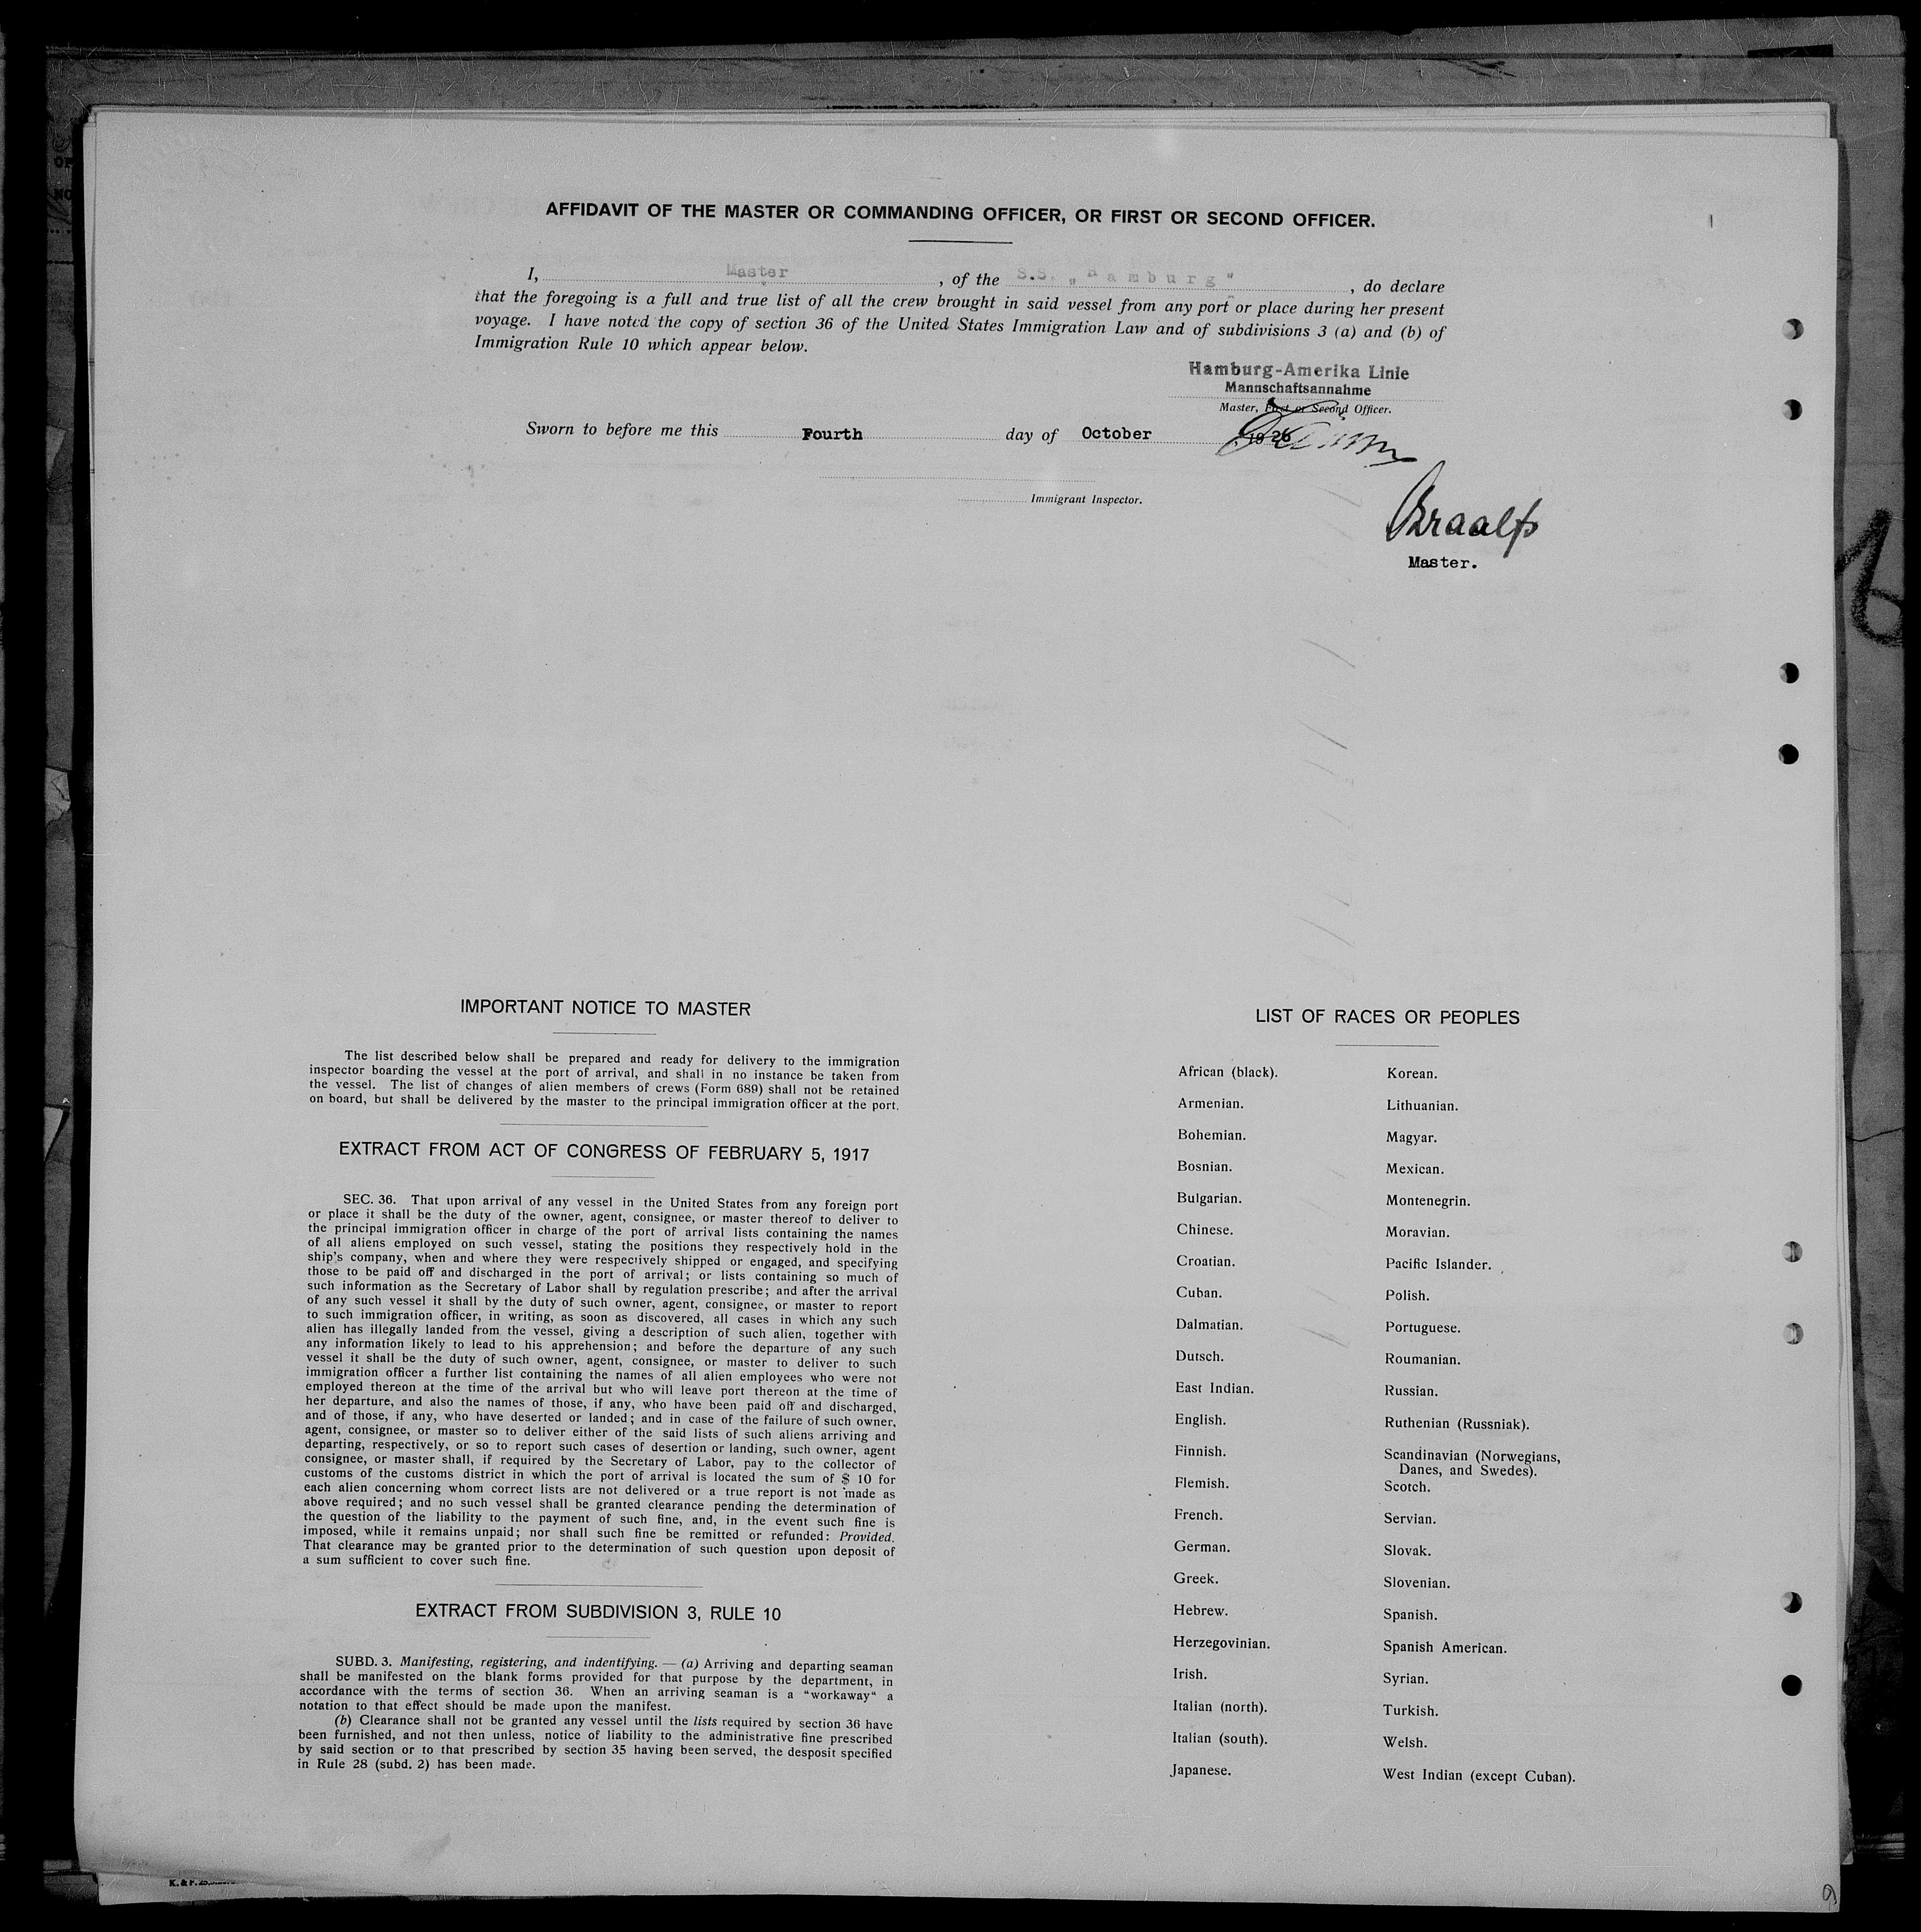 AFFIDAVIT OF THE MASTER OR COMMANDING OFFICER, OR FIRST OR SECOND OFFICER.
I, Master, of the S.S. „Hamburg", do declare
that the foregoing is a full and true list of all the crew brought in said vessel from any port or place during her present
voyage. I have noted the copy of section 36 of the United States Immigration Law and of subdivisions 3 (a) and (b) of
Immigration Rule 10 which appear below.
Hamburg-Amerika Linie
Mannschaftsannahme
Master, First or Second Officer.
Sworn to before me this Fourth day of October 1926
Immigrant Inspector.
Braalfs
Master.
IMPORTANT NOTICE TO MASTER
The list described below shall be prepared and ready for delivery to the immigration
inspector boarding the vessel at the port of arrival, and shall in no instance be taken from
the vessel. The list of changes of alien members of crews (Form 689) shall not be retained
on board, but shall be delivered by the master to the principal immigration officer at the port.
EXTRACT FROM ACT OF CONGRESS OF FEBRUARY 5, 1917
SEC. 36. That upon arrival of any vessel in the United States from any foreign port
or place it shall be the duty of the owner, agent, consignee, or master thereof to deliver to
the principal immigration officer in charge of the port of arrival lists containing the names
of all aliens employed on such vessel, stating the positions they respectively hold in the
ship's company, when and where they were respectively shipped or engaged, and specifying
those to be paid off and discharged in the port of arrival; or lists containing so much of
such information as the Secretary of Labor shall by regulation prescribe; and after the arrival
of any such vessel it shall by the duty of such owner, agent, consignee, or master to report
to such immigration officer, in writing, as soon as discovered, all cases in which any such
alien has illegally landed from the vessel, giving a description of such alien, together with
any information likely to lead to his apprehension; and before the departure of any such
vessel it shall be the duty of such owner, agent, consignee, or master to deliver to such
immigration officer a further list containing the names of all alien employees who were not
employed thereon at the time of the arrival but who will leave port thereon at the time of
her departure, and also the names of those, if any, who have been paid off and discharged,
and of those, if any, who have deserted or landed; and in case of the failure of such owner,
agent, consignee, or master so to deliver either of the said lists of such aliens arriving and
departing, respectively, or so to report such cases of desertion or landing, such owner, agent
consignee, or master shall, if required by the Secretary of Labor, pay to the collector of
customs of the customs district in which the port of arrival is located the sum of $ 10 for
each alien concerning whom correct lists are not delivered or a true report is not made as
above required; and no such vessel shall be granted clearance pending the determination of
the question of the liability to the payment of such fine, and, in the event such fine is
imposed, while it remains unpaid; nor shall such fine be remitted or refunded: Provided.
That clearance may be granted prior to the determination of such question upon deposit of
a sum sufficient to cover such fine.
EXTRACT FROM SUBDIVISION 3, RULE 10
SUBD. 3. Manifesting, registering, and indentifying. — (a) Arriving and departing seaman
shall be manifested on the blank forms provided for that purpose by the department, in
accordance with the terms of section 36. When an arriving seaman is a "workaway" a
notation to that effect should be made upon the manifest.
(b) Clearance shall not be granted any vessel until the lists required by section 36 have
been furnished, and not then unless, notice of liability to the administrative fine prescribed
by said section or to that prescribed by section 35 having been served, the desposit specified
in Rule 28 (subd. 2) has been made.
LIST OF RACES OR PEOPLES
African (black).
Armenian.
Bohemian.
Bosnian.
Bulgarian.
Chinese.
Croatian.
Cuban.
Dalmatian.
Dutsch.
East Indian.
English.
Finnish.
Flemish.
French.
German.
Greek.
Hebrew.
Herzegovinian.
Irish.
Italian (north).
Italian (south).
Japanese.
Korean.
Lithuanian.
Magyar.
Mexican.
Montenegrin.
Moravian.
Pacific Islander.
Polish.
Portuguese.
Roumanian.
Russian.
Ruthenian (Russniak).
Scandinavian (Norwegians,
Danes, and Swedes).
Scotch.
Servian.
Slovak.
Slovenian.
Spanish.
Spanish American.
Syrian.
Turkish.
Welsh.
West Indian (except Cuban).